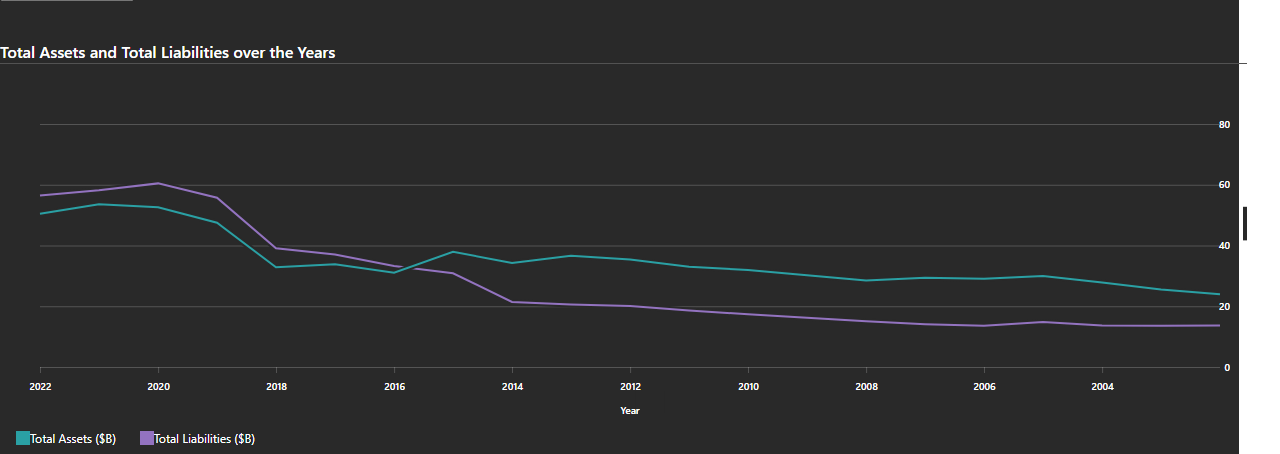 Total Assets and Total Liabilities over the Years
80
60
40
20
0
2022 2020 2018 2016 2014 2012 2010 2008 2006 2004
Year
Total Assets ($B) Total Liabilities ($B)